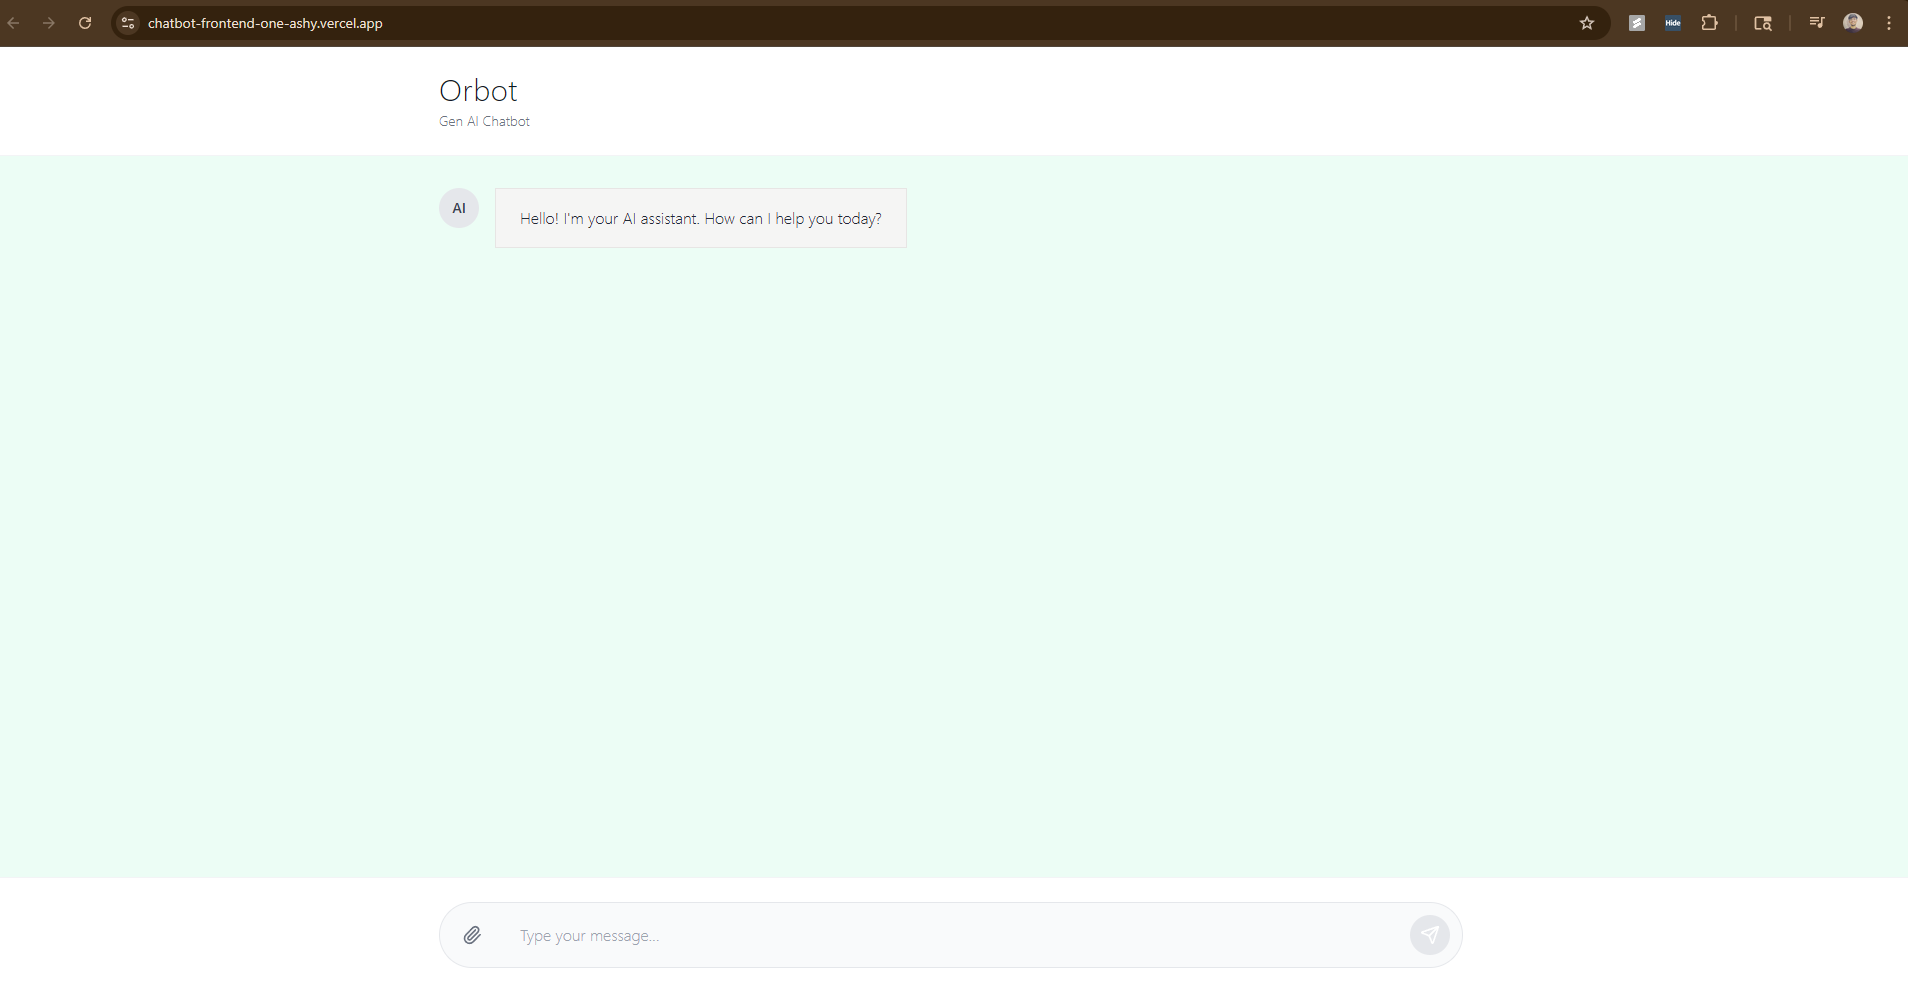 chatbot-frontend-one-ashy.vercel.app
Hide
Orbot
Gen AI Chatbot
AI
Hello! I'm your AI assistant. How can I help you today?
Type your message...